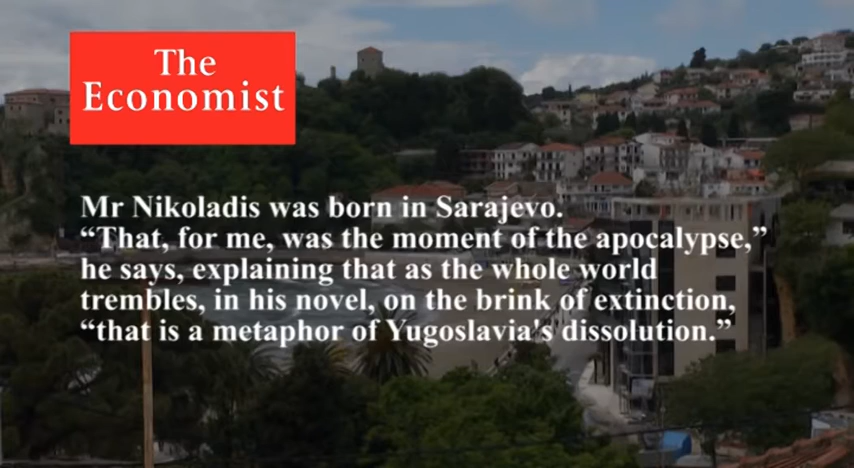 The
Economist
Mr Nikoladis was born in Sarajevo.
“That, for me, was the moment of the apocalypse,”
he says, explaining that as the whole world
trembles, in his novel, on the brink of extinction,
“that is a metaphor of Yugoslavia's dissolution.”